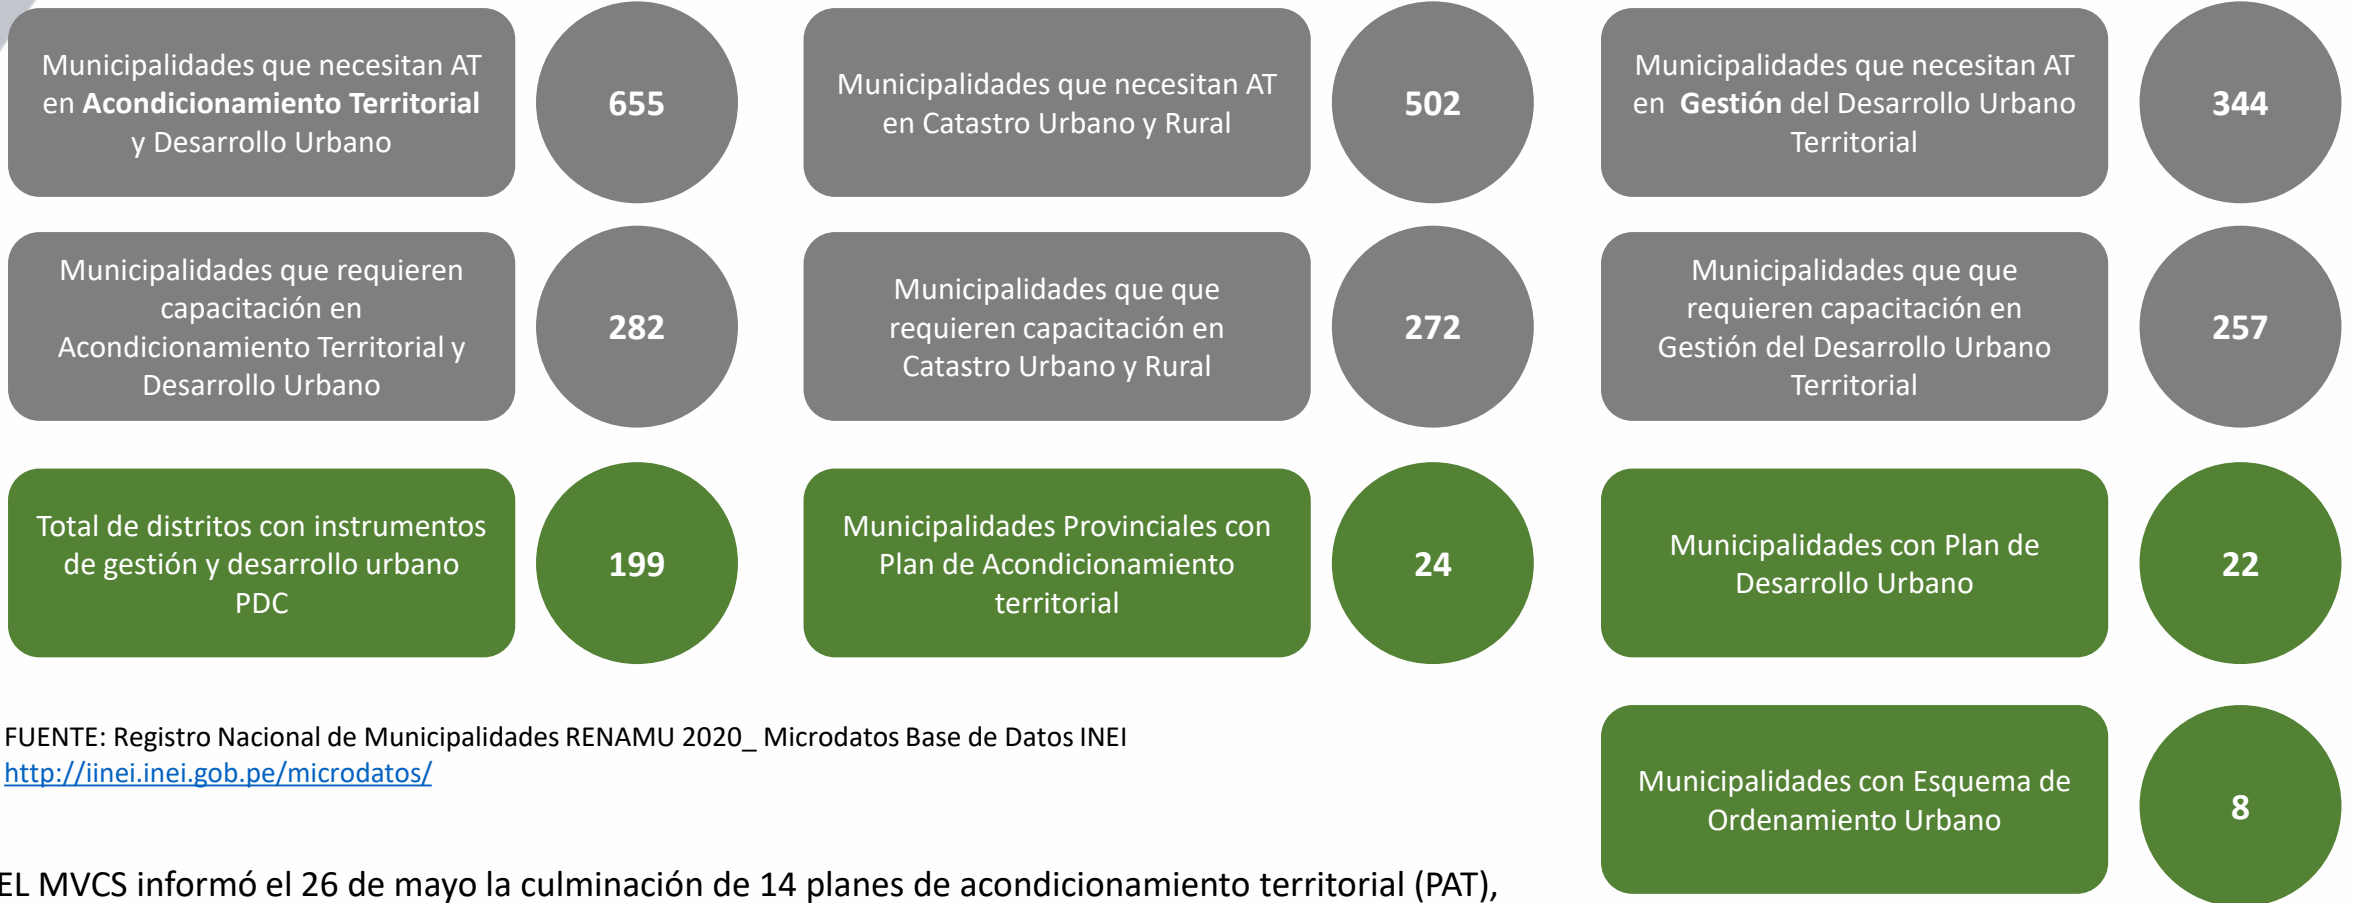 Municipalidades que necesitan AT
en Acondicionamiento Territorial
y Desarrollo Urbano
655
Municipalidades que necesitan AT
en Catastro Urbano y Rural
502
Municipalidades que necesitan AT
en Gestión del Desarrollo Urbano
Territorial
344
Municipalidades que requieren
capacitación en
Acondicionamiento Territorial y
Desarrollo Urbano
282
Municipalidades que que
requieren capacitación en
Catastro Urbano y Rural
272
Municipalidades que que
requieren capacitación en
Gestión del Desarrollo Urbano
Territorial
257
Total de distritos con instrumentos
de gestión y desarrollo urbano
PDC
199
Municipalidades Provinciales con
Plan de Acondicionamiento
territorial
24
Municipalidades con Plan de
Desarrollo Urbano
22
FUENTE: Registro Nacional de Municipalidades RENAMU 2020_ Microdatos Base de Datos INEI
http://iinei.inei.gob.pe/microdatos/
Municipalidades con Esquema de
Ordenamiento Urbano
8
EL MVCS informó el 26 de mayo la culminación de 14 planes de acondicionamiento territorial (PAT),